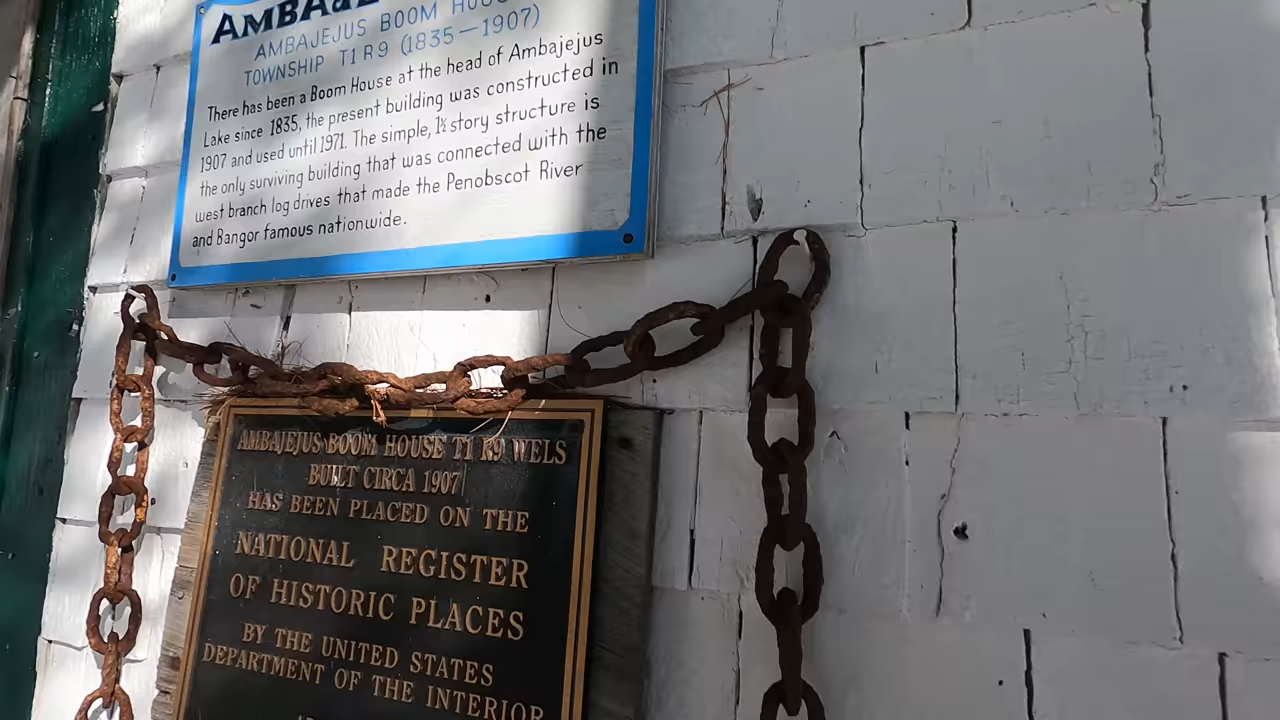 AMBAJEJUS BOOM
TOWNSHIP T1 R9 (1835—1907)
There has been a Boom House at the head of Ambajejus
Lake since 1835, the present building was constructed in
1907 and used until 1971. The simple, 1½ story structure is
the only surviving building that was connected with the
west branch log drives that made the Penobscot River
and Bangor famous nationwide.
AMBAJEJUS BOOM HOUSE T1 R9 WELS
BUILT CIRCA 1907
HAS BEEN PLACED ON THE
NATIONAL REGISTER
OF HISTORIC PLACES
BY THE UNITED STATES
DEPARTMENT OF THE INTERIOR